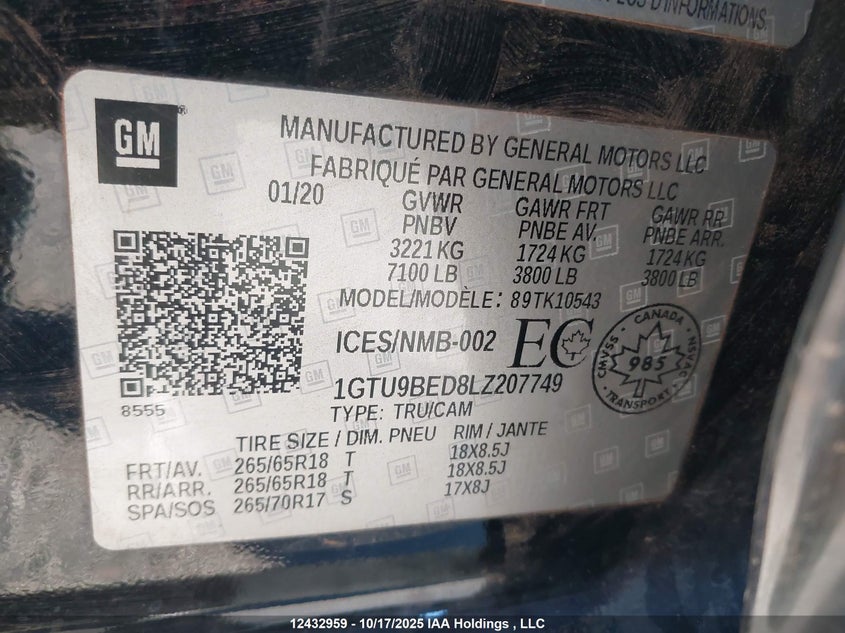 PLUS D'INFORMATIONS.
GM
MANUFACTURED BY GENERAL MOTORS LLC
FABRIQUÉ PAR GENERAL MOTORS LLC
01/20 GVWR GAWR FRT GAWR RR
PNBV PNBE AV. PNBE ARR.
3221 KG 1724 KG 1724 KG
7100 LB 3800 LB 3800 LB
MODEL/MODÈLE: 89TK10543
ICES/NMB-002 EC
CANADA
985
TRANSPORT
NSVAC
CMVSS
1GTU9BED8LZ207749
8555
TYPE: TRU/CAM
TIRE SIZE / DIM. PNEU RIM / JANTE
FRT/AV. 265/65R18 T 18X8.5J
RR/ARR. 265/65R18 T 18X8.5J
SPA/SOS 265/70R17 S 17X8J
12432959 - 10/17/2025 IAA Holdings , LLC